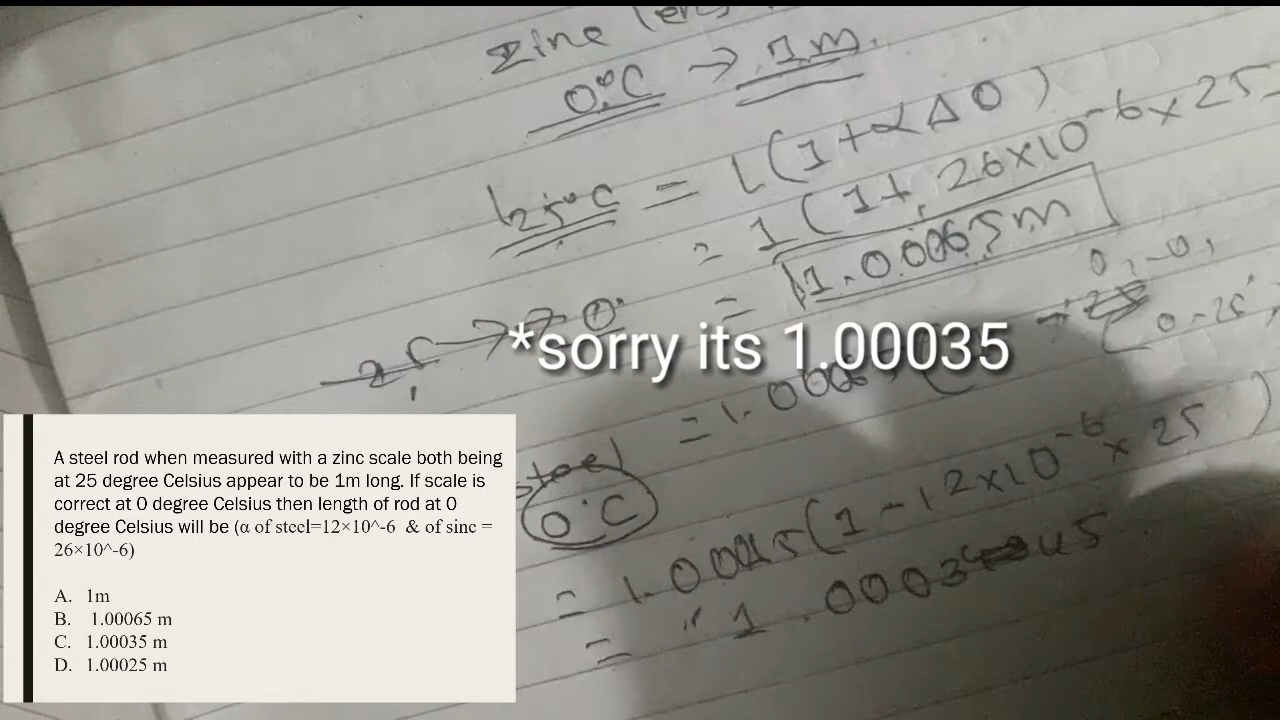 zinc
0°C → 1m.
L25°C = L(1+αΔθ)
= 1(1+ 26×10^-6 × 25
= 1.00065m
*sorry its 1.00035
steel
0°C
= 1.00065(1-12×10^-6 × 25)
= 1.000345
A steel rod when measured with a zinc scale both being
at 25 degree Celsius appear to be 1m long. If scale is
correct at 0 degree Celsius then length of rod at 0
degree Celsius will be (α of steel=12×10^-6 & of sinc =
26×10^-6)
A. 1m
B. 1.00065 m
C. 1.00035 m
D. 1.00025 m